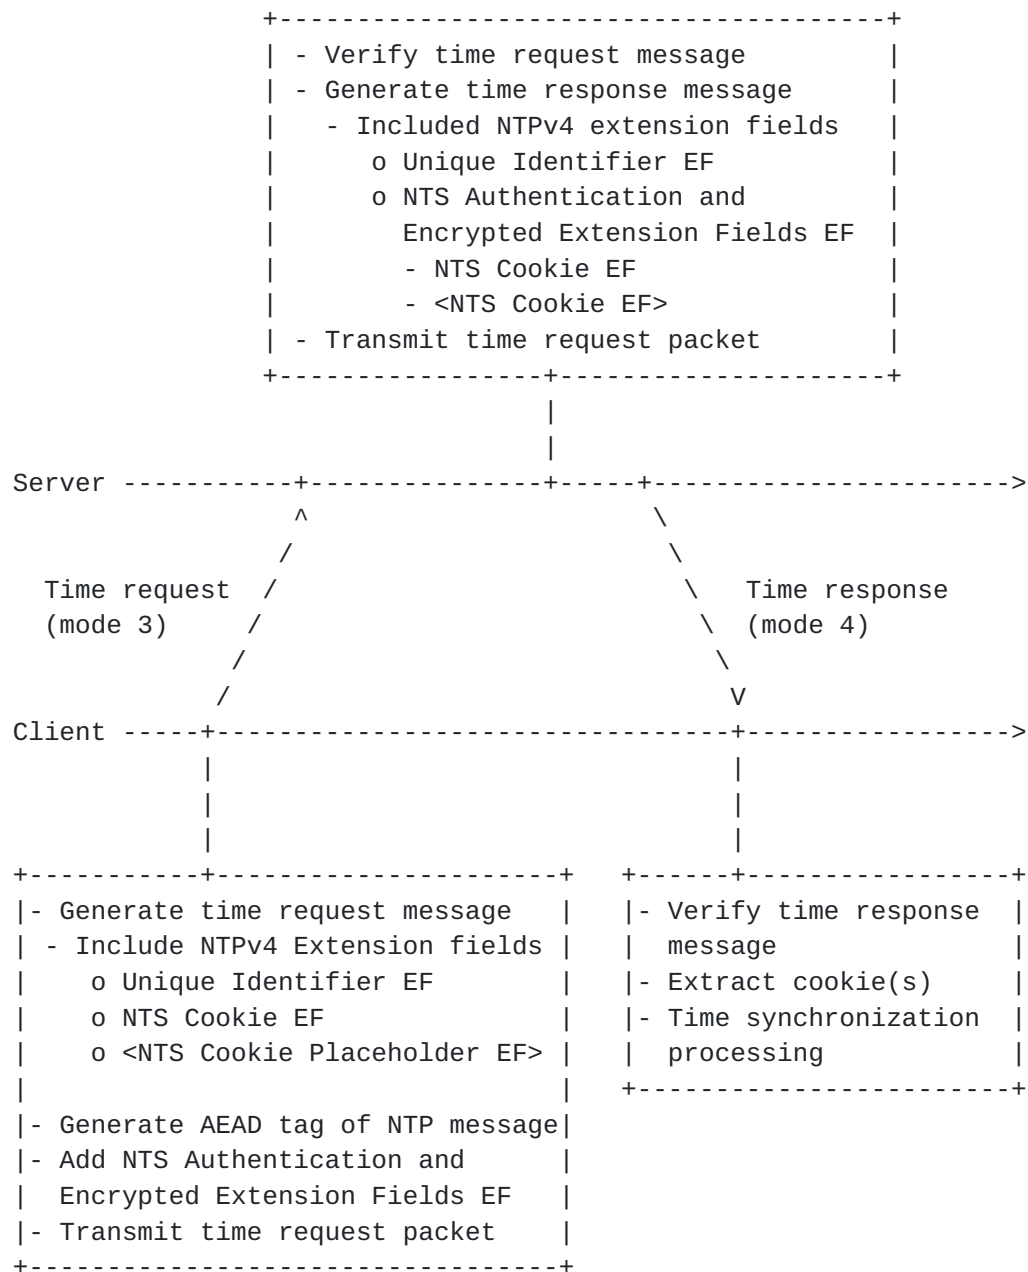 - Verify time request message
- Generate time response message
- Included NTPv4 extension fields
o Unique Identifier EF
o NTS Authentication and
Encrypted Extension Fields EF
- NTS Cookie EF
- <NTS Cookie EF>
- Transmit time request packet
Server
Time request
(mode 3)
Time response
(mode 4)
Client
- Generate time request message
- Include NTPv4 Extension fields
o Unique Identifier EF
o NTS Cookie EF
o <NTS Cookie Placeholder EF>
- Generate AEAD tag of NTP message
- Add NTS Authentication and
Encrypted Extension Fields EF
- Transmit time request packet
- Verify time response
message
- Extract cookie(s)
- Time synchronization
processing